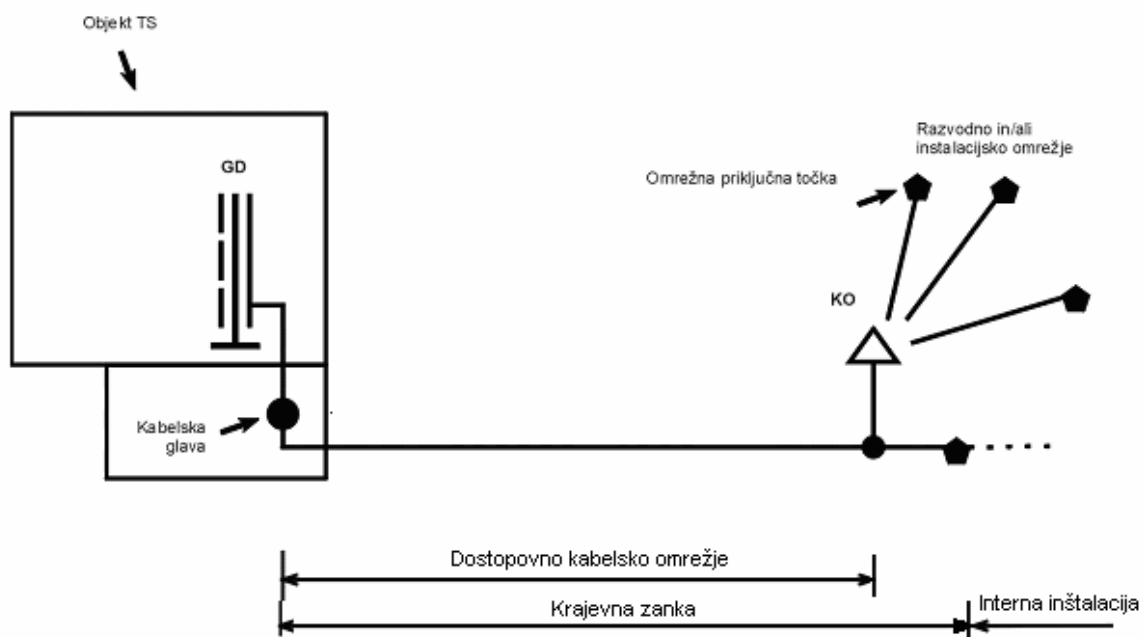 Objekt TS
GD
Razvodno in/ali
instalacijsko omrežje
Omrežna priključna točka
KO
Kabelska
glava
Dostopovno kabelsko omrežje
Krajevna zanka
Interna inštalacija